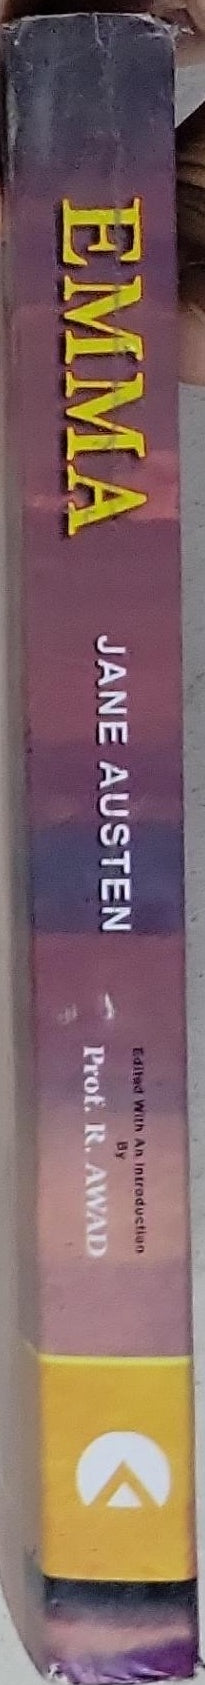 EMMA
JANE AUSTEN
Edited With An Introduction
By
Prof. R. AWAD